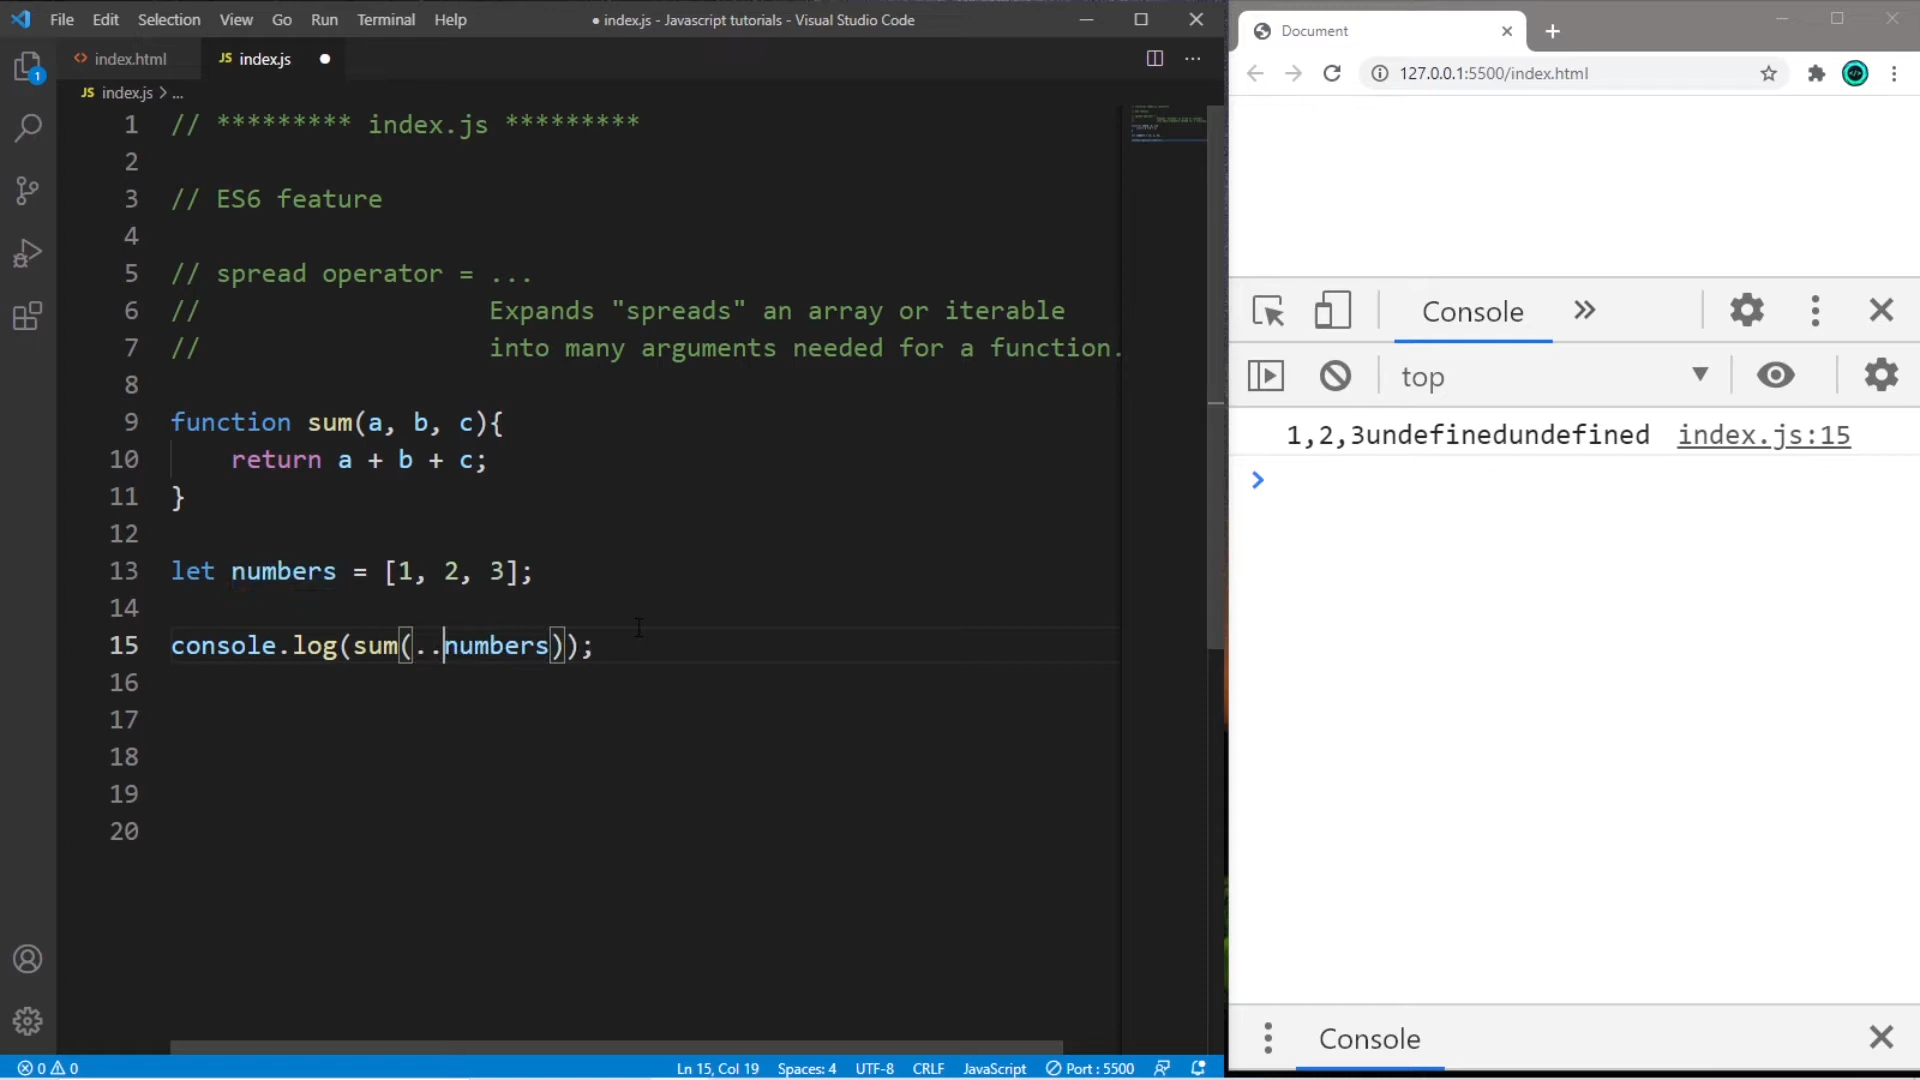 File Edit Selection View Go Run Terminal Help
● index.js - Javascript tutorials - Visual Studio Code
<> index.html
JS index.js ●
JS index.js > ...
1 // ********* index.js *********
2
3 // ES6 feature
4
5 // spread operator = ...
6 // Expands "spreads" an array or iterable
7 // into many arguments needed for a function.
8
9 function sum(a, b, c){
10 return a + b + c;
11 }
12
13 let numbers = [1, 2, 3];
14
15 console.log(sum(..numbers));
16
17
18
19
20
1
0 0
Ln 15, Col 19 Spaces: 4 UTF-8 CRLF JavaScript Port : 5500
Document
127.0.0.1:5500/index.html
Console
top
1,2,3undefinedundefined index.js:15
Console